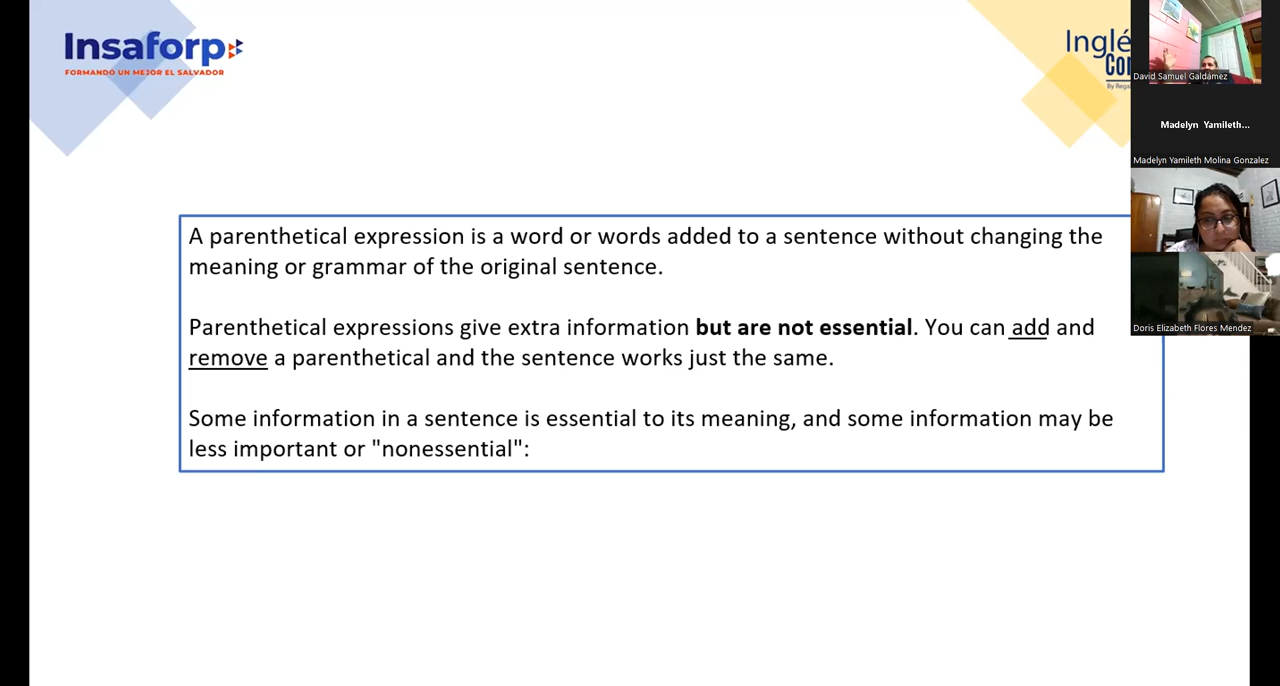 Insaforp
FORMANDO UN MEJOR EL SALVADOR
Inglé
By Rega
A parenthetical expression is a word or words added to a sentence without changing the
meaning or grammar of the original sentence.
Parenthetical expressions give extra information but are not essential. You can add and
remove a parenthetical and the sentence works just the same.
Some information in a sentence is essential to its meaning, and some information may be
less important or "nonessential":
David Samuel Galdámez
Madelyn Yamileth...
Madelyn Yamileth Molina Gonzalez
Doris Elizabeth Flores Mendez